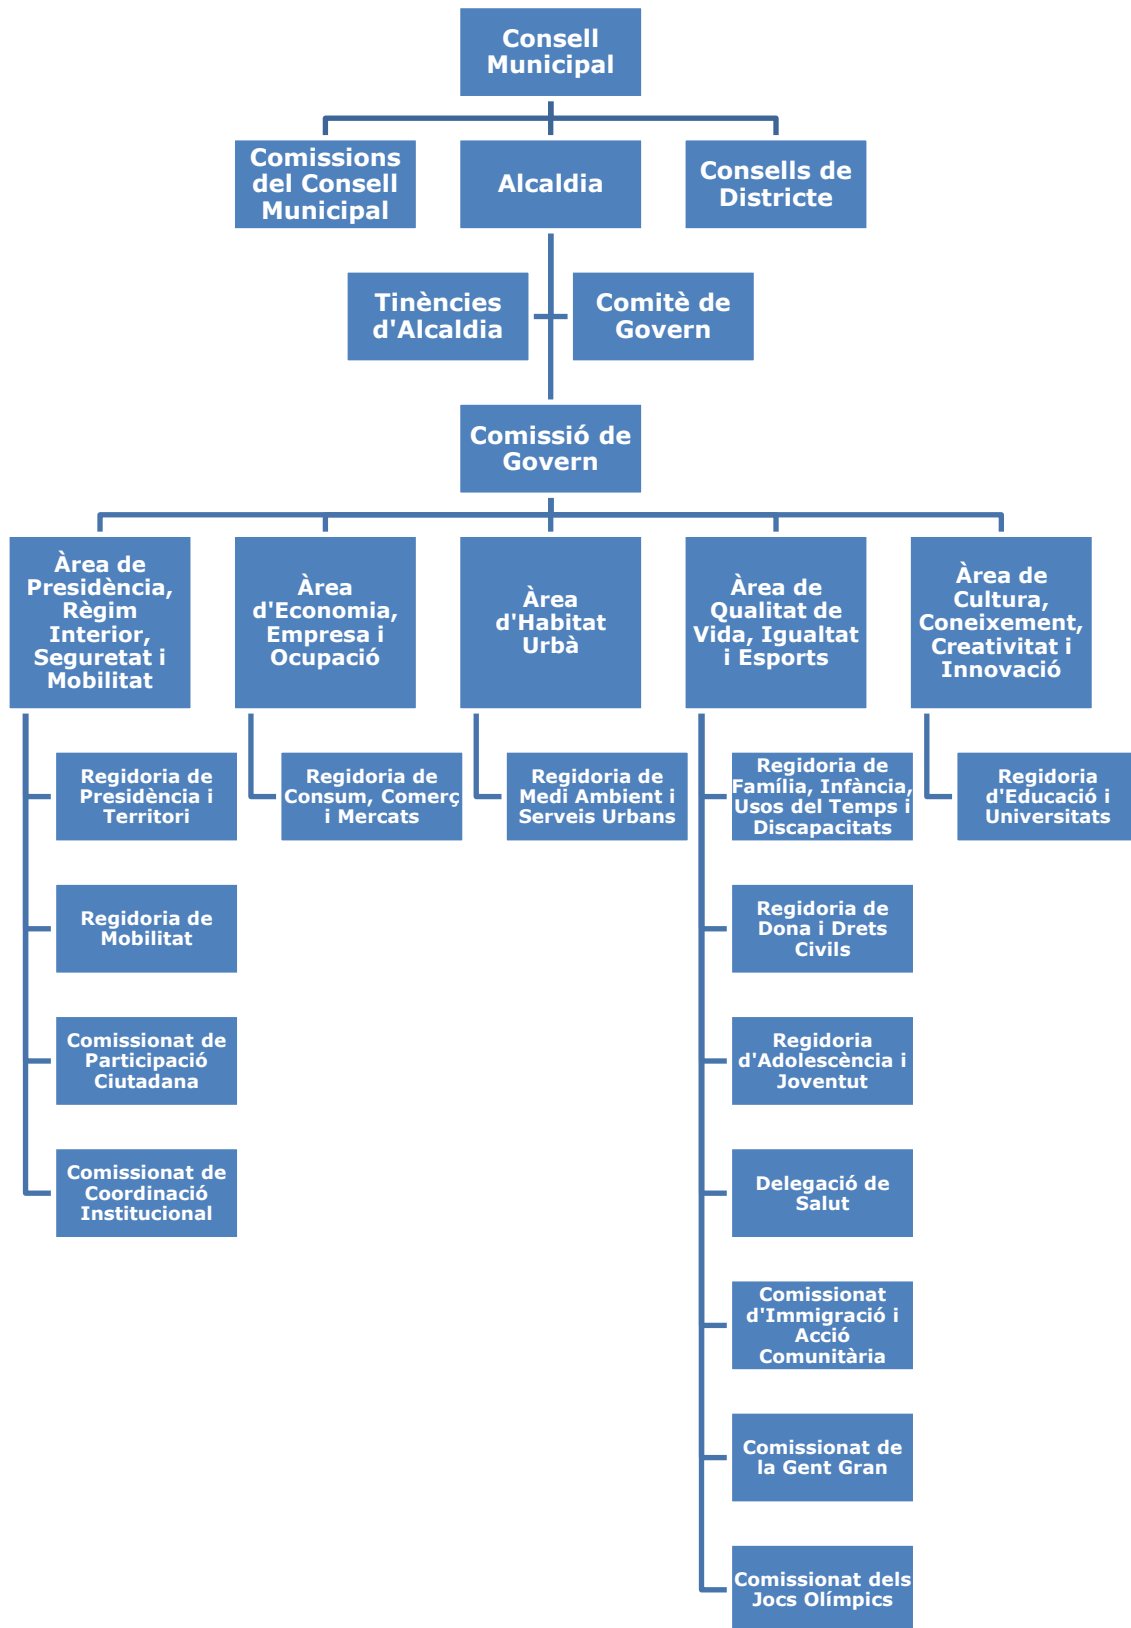 Consell
Municipal
Comissions
del Consell
Municipal
Alcaldia
Consells de
Districte
Tinències
d'Alcaldia
Comitè de
Govern
Comissió de
Govern
Àrea de
Presidència,
Règim
Interior,
Seguretat i
Mobilitat
Àrea
d'Economia,
Empresa i
Ocupació
Àrea
d'Habitat
Urbà
Àrea de
Qualitat de
Vida, Igualtat
i Esports
Àrea de
Cultura,
Coneixement,
Creativitat i
Innovació
Regidoria de
Presidència i
Territori
Regidoria de
Mobilitat
Comissionat de
Participació
Ciutadana
Comissionat de
Coordinació
Institucional
Regidoria de
Consum, Comerç
i Mercats
Regidoria de
Medi Ambient i
Serveis Urbans
Regidoria de
Família, Infància,
Usos del Temps i
Discapacitats
Regidoria de
Dona i Drets
Civils
Regidoria
d'Adolescència i
Joventut
Delegació de
Salut
Comissionat
d'Immigració i
Acció
Comunitària
Comissionat de
la Gent Gran
Comissionat dels
Jocs Olímpics
Regidoria
d'Educació i
Universitats